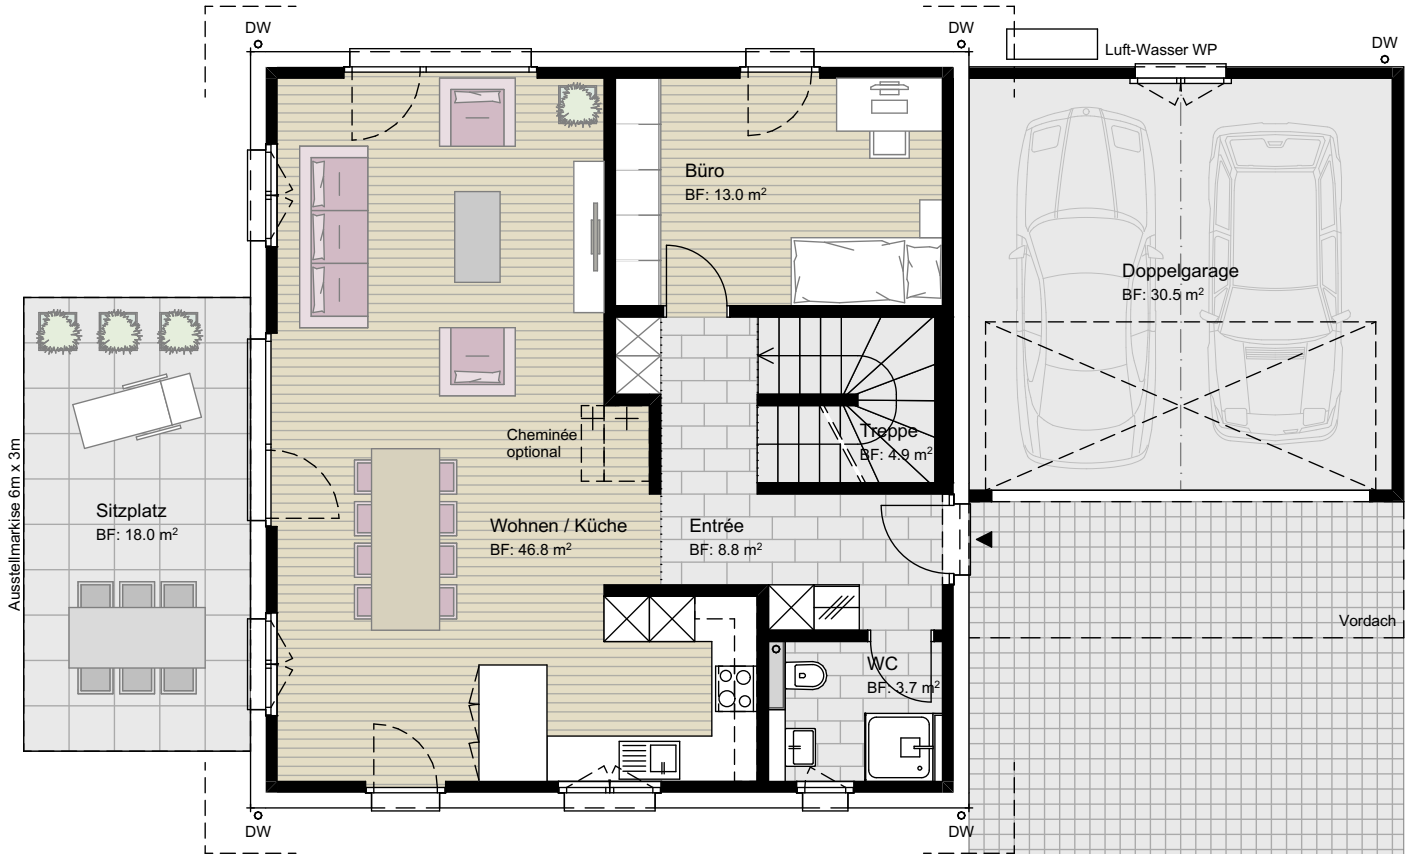 DW
DW
Luft-Wasser WP
DW
Büro
BF: 13.0 m²
Doppelgarage
BF: 30.5 m²
Cheminée
optional
Treppe
BF: 4.9 m²
Ausstellmarkise 6m x 3m
Sitzplatz
BF: 18.0 m²
Wohnen / Küche
BF: 46.8 m²
Entrée
BF: 8.8 m²
Vordach
WC
BF: 3.7 m²
DW
DW